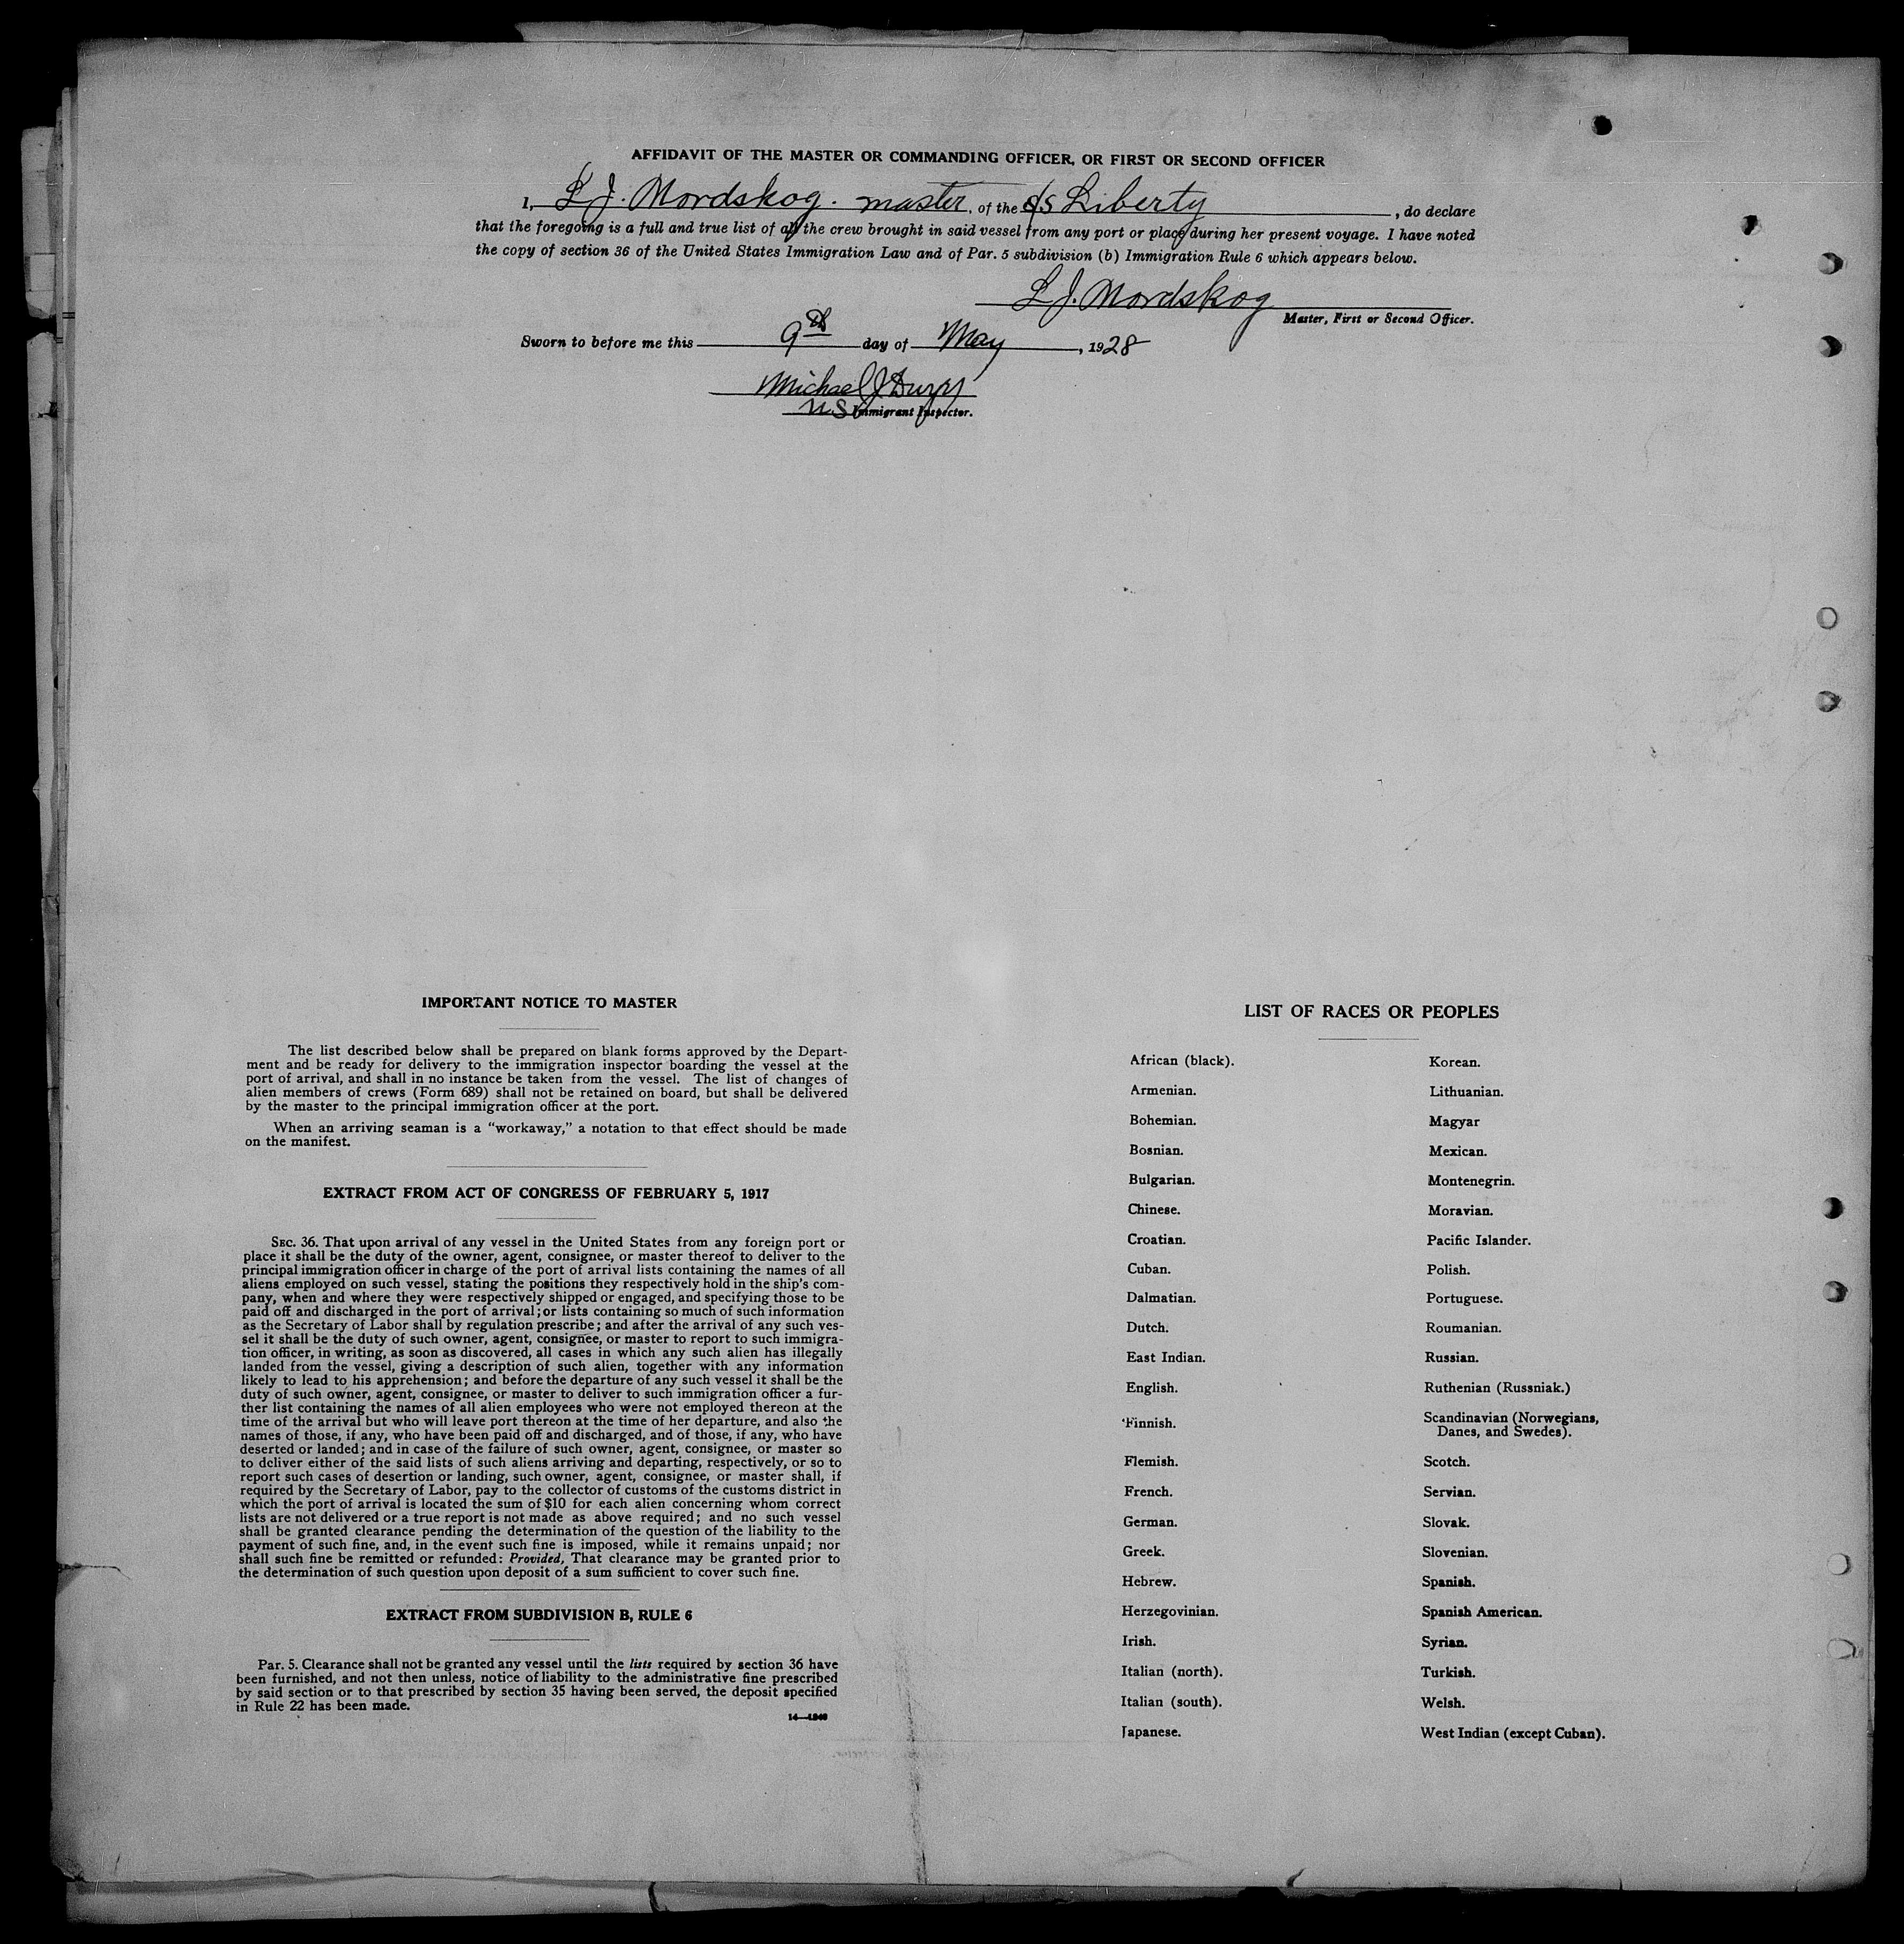 AFFIDAVIT OF THE MASTER OR COMMANDING OFFICER, OR FIRST OR SECOND OFFICER
I, L J. Nordskog. master, of the S/S Liberty, do declare
that the foregoing is a full and true list of all the crew brought in said vessel from any port or place during her present voyage. I have noted
the copy of section 36 of the United States Immigration Law and of Par. 5 subdivision (b) Immigration Rule 6 which appears below.
L J. Nordskog
Master, First or Second Officer.
Sworn to before me this 9th day of May, 1928
Michael J
US Immigrant Inspector.
IMPORTANT NOTICE TO MASTER
The list described below shall be prepared on blank forms approved by the Depart-
ment and be ready for delivery to the immigration inspector boarding the vessel at the
port of arrival, and shall in no instance be taken from the vessel. The list of changes of
alien members of crews (Form 689) shall not be retained on board, but shall be delivered
by the master to the principal immigration officer at the port.
When an arriving seaman is a "workaway," a notation to that effect should be made
on the manifest.
EXTRACT FROM ACT OF CONGRESS OF FEBRUARY 5, 1917
SEC. 36. That upon arrival of any vessel in the United States from any foreign port or
place it shall be the duty of the owner, agent, consignee, or master thereof to deliver to the
principal immigration officer in charge of the port of arrival lists containing the names of all
aliens employed on such vessel, stating the positions they respectively hold in the ship's com-
pany, when and where they were respectively shipped or engaged, and specifying those to be
paid off and discharged in the port of arrival; or lists containing so much of such information
as the Secretary of Labor shall by regulation prescribe; and after the arrival of any such ves-
sel it shall be the duty of such owner, agent, consignee, or master to report to such immigra-
tion officer, in writing, as soon as discovered, all cases in which any such alien has illegally
landed from the vessel, giving a description of such alien, together with any information
likely to lead to his apprehension; and before the departure of any such vessel it shall be the
duty of such owner, agent, consignee, or master to deliver to such immigration officer a fur-
ther list containing the names of all alien employees who were not employed thereon at the
time of the arrival but who will leave port thereon at the time of her departure, and also the
names of those, if any, who have been paid off and discharged, and of those, if any, who have
deserted or landed; and in case of the failure of such owner, agent, consignee, or master so
to deliver either of the said lists of such aliens arriving and departing, respectively, or so to
report such cases of desertion or landing, such owner, agent, consignee, or master shall, if
required by the Secretary of Labor, pay to the collector of customs of the customs district in
which the port of arrival is located the sum of $10 for each alien concerning whom correct
lists are not delivered or a true report is not made as above required; and no such vessel
shall be granted clearance pending the determination of the question of the liability to the
payment of such fine, and, in the event such fine is imposed, while it remains unpaid; nor
shall such fine be remitted or refunded: Provided, That clearance may be granted prior to
the determination of such question upon deposit of a sum sufficient to cover such fine.
EXTRACT FROM SUBDIVISION B, RULE 6
Par. 5. Clearance shall not be granted any vessel until the lists required by section 36 have
been furnished, and not then unless, notice of liability to the administrative fine prescribed
by said section or to that prescribed by section 35 having been served, the deposit specified
in Rule 22 has been made.
LIST OF RACES OR PEOPLES
African (black).
Armenian.
Bohemian.
Bosnian.
Bulgarian.
Chinese.
Croatian.
Cuban.
Dalmatian.
Dutch.
East Indian.
English.
Finnish.
Flemish.
French.
German.
Greek.
Hebrew.
Herzegovinian.
Irish.
Italian (north).
Italian (south).
Japanese.
Korean.
Lithuanian.
Magyar
Mexican.
Montenegrin.
Moravian.
Pacific Islander.
Polish.
Portuguese.
Roumanian.
Russian.
Ruthenian (Russniak.)
Scandinavian (Norwegians,
Danes, and Swedes).
Scotch.
Servian.
Slovak.
Slovenian.
Spanish.
Spanish American.
Syrian.
Turkish.
Welsh.
West Indian (except Cuban).